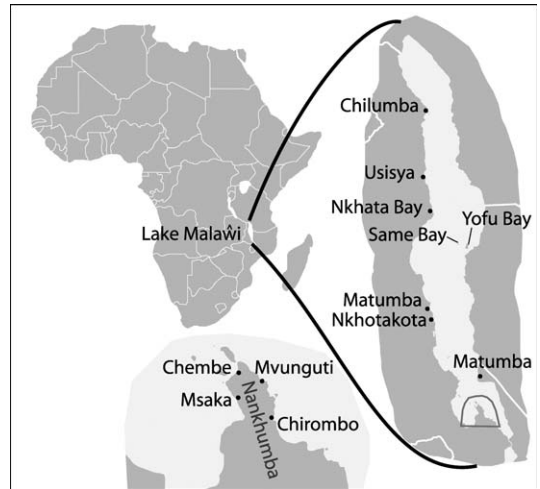 Lake Malaŵi
Chilumba
Usisya
Nkhata Bay
Yofu Bay
Same Bay
Matumba
Nkhotakota
Matumba
Chembe
Mvunguti
Msaka
Nankhumba
Chirombo